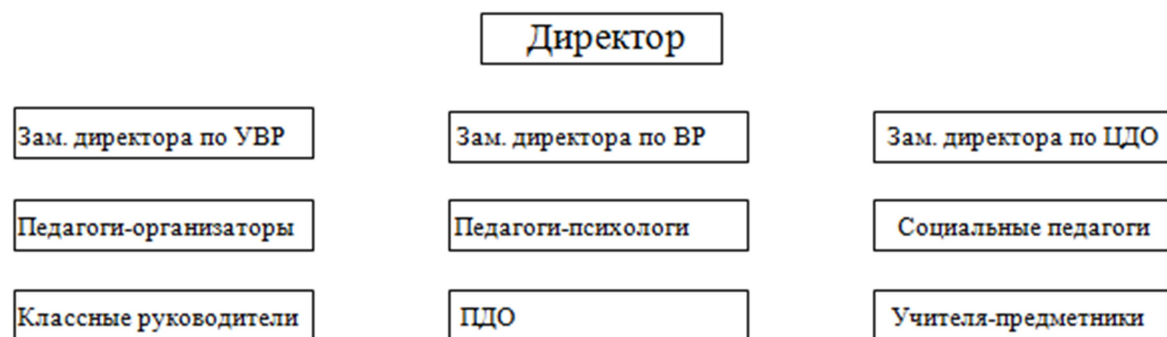 Директор
Зам. директора по УВР
Зам. директора по ВР
Зам. директора по ЦДО
Педагоги-организаторы
Педагоги-психологи
Социальные педагоги
Классные руководители
ПДО
Учителя-предметники